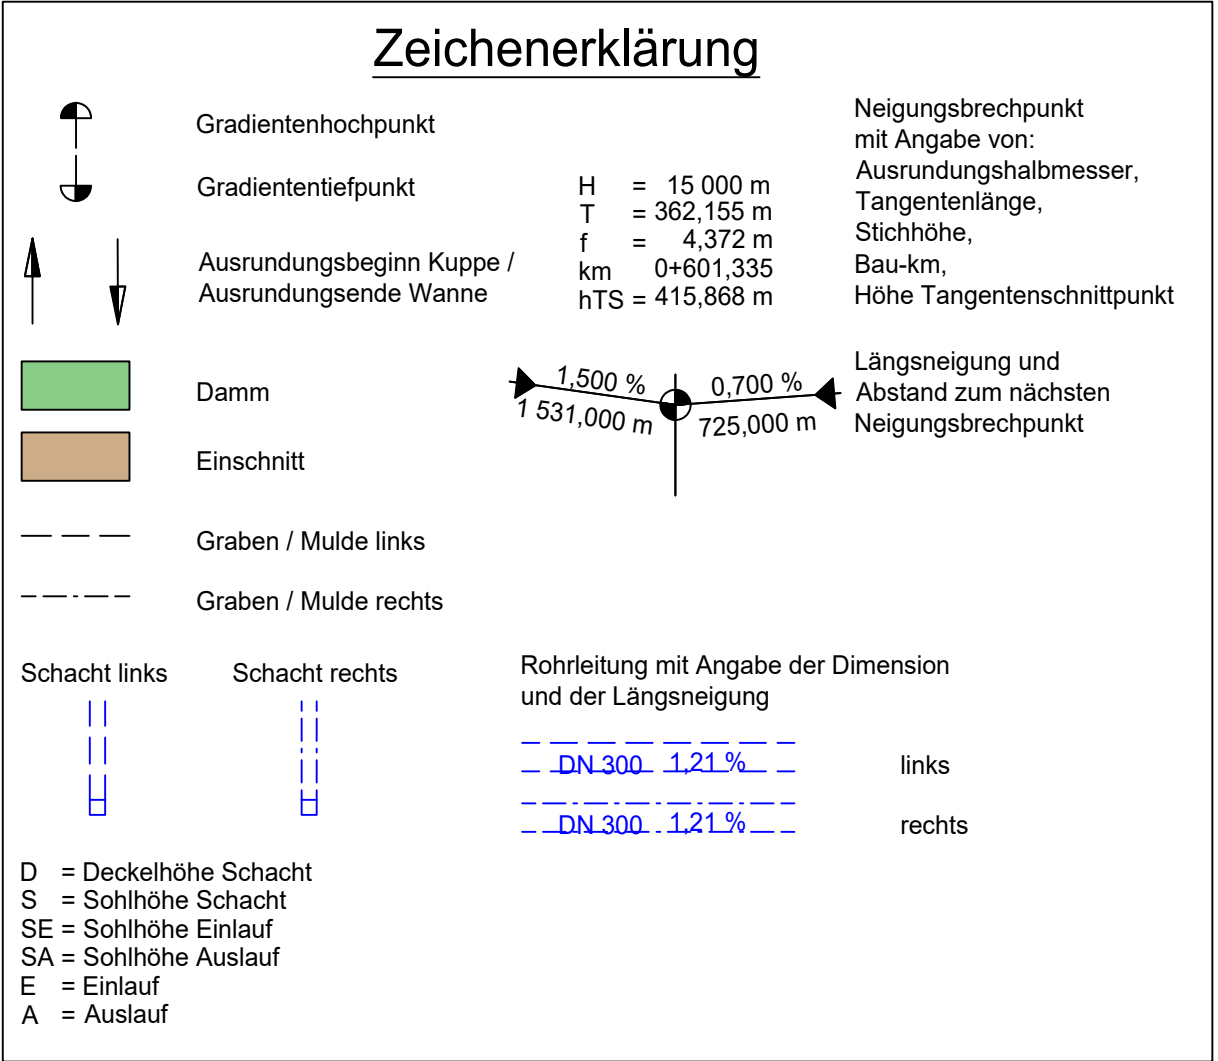 Zeichenerklärung
Gradientenhochpunkt
Gradiententiefpunkt
Ausrundungsbeginn Kuppe /
Ausrundungsende Wanne
H = 15 000 m
T = 362,155 m
f = 4,372 m
km 0+601,335
hTS = 415,868 m
Neigungsbrechpunkt
mit Angabe von:
Ausrundungshalbmesser,
Tangentenlänge,
Stichhöhe,
Bau-km,
Höhe Tangentenschnittpunkt
Damm
Einschnitt
1,500 %
1 531,000 m
0,700 %
725,000 m
Längsneigung und
Abstand zum nächsten
Neigungsbrechpunkt
Graben / Mulde links
Graben / Mulde rechts
Schacht links
Schacht rechts
Rohrleitung mit Angabe der Dimension
und der Längsneigung
DN 300 1,21 %
links
DN 300 1,21 %
rechts
D = Deckelhöhe Schacht
S = Sohlhöhe Schacht
SE = Sohlhöhe Einlauf
SA = Sohlhöhe Auslauf
E = Einlauf
A = Auslauf